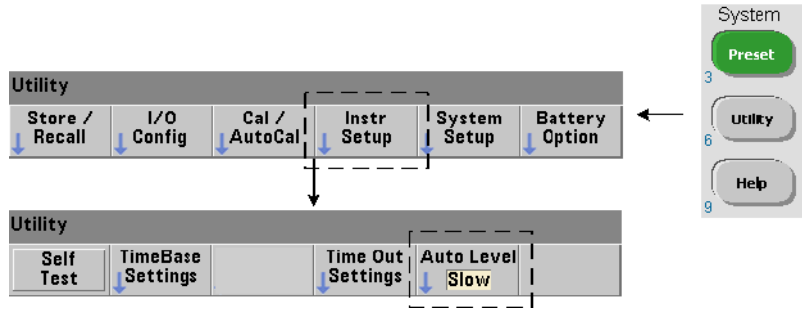 System
Preset
3
Utility
Store / I/O Cal / Instr System Battery
Recall Config AutoCal Setup Setup Option
Utility
6
Help
9
Utility
Self TimeBase Time Out Auto Level
Test Settings Settings Slow